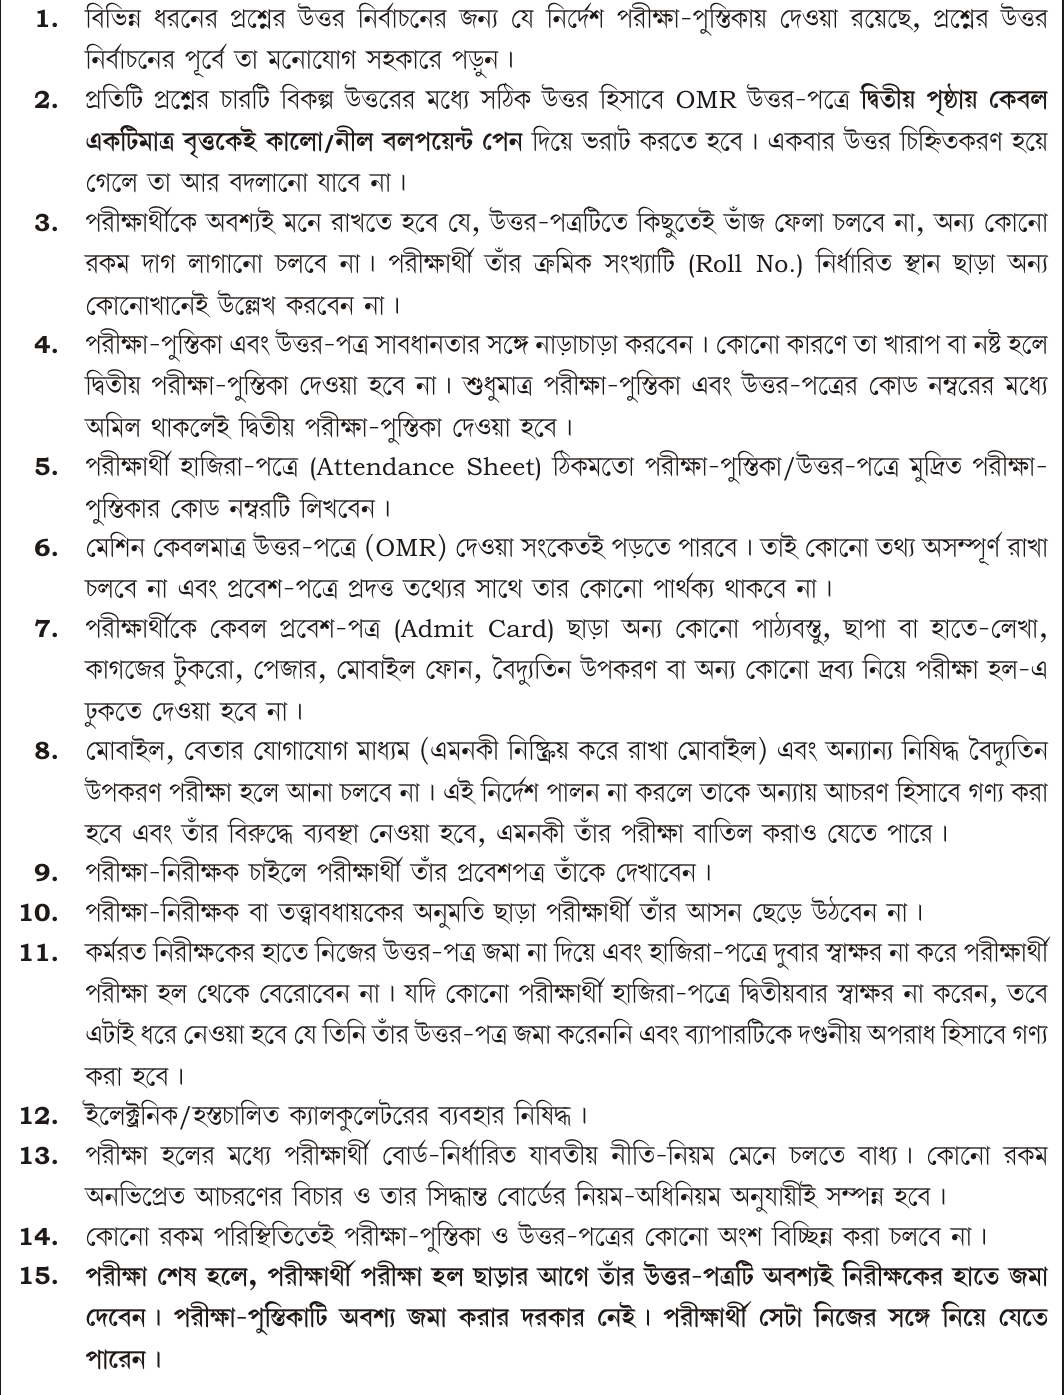 1. বিভিন্ন ধরনের প্রশ্নের উত্তর নির্বাচনের জন্য যে নির্দেশ পরীক্ষা-পুস্তিকায় দেওয়া রয়েছে, প্রশ্নের উত্তর
নির্বাচনের পূর্বে তা মনোযোগ সহকারে পড়ুন।
2. প্রতিটি প্রশ্নের চারটি বিকল্প উত্তরের মধ্যে সঠিক উত্তর হিসাবে OMR উত্তর-পত্রে দ্বিতীয় পৃষ্ঠায় কেবল
একটিমাত্র বৃত্তকেই কালো/নীল বলপয়েন্ট পেন দিয়ে ভরাট করতে হবে। একবার উত্তর চিহ্নিতকরণ হয়ে
গেলে তা আর বদলানো যাবে না।
3. পরীক্ষার্থীকে অবশ্যই মনে রাখতে হবে যে, উত্তর-পত্রটিতে কিছুতেই ভাঁজ ফেলা চলবে না, অন্য কোনো
রকম দাগ লাগানো চলবে না। পরীক্ষার্থী তাঁর ক্রমিক সংখ্যাটি (Roll No.) নির্ধারিত স্থান ছাড়া অন্য
কোনোখানেই উল্লেখ করবেন না।
4. পরীক্ষা-পুস্তিকা এবং উত্তর-পত্র সাবধানতার সঙ্গে নাড়াচাড়া করবেন। কোনো কারণে তা খারাপ বা নষ্ট হলে
দ্বিতীয় পরীক্ষা-পুস্তিকা দেওয়া হবে না। শুধুমাত্র পরীক্ষা-পুস্তিকা এবং উত্তর-পত্রের কোড নম্বরের মধ্যে
অমিল থাকলেই দ্বিতীয় পরীক্ষা-পুস্তিকা দেওয়া হবে।
5. পরীক্ষার্থী হাজিরা-পত্রে (Attendance Sheet) ঠিকমতো পরীক্ষা-পুস্তিকা/উত্তর-পত্রে মুদ্রিত পরীক্ষা-
পুস্তিকার কোড নম্বরটি লিখবেন।
6. মেশিন কেবলমাত্র উত্তর-পত্রে (OMR) দেওয়া সংকেতই পড়তে পারবে। তাই কোনো তথ্য অসম্পূর্ণ রাখা
চলবে না এবং প্রবেশ-পত্রে প্রদত্ত তথ্যের সাথে তার কোনো পার্থক্য থাকবে না।
7. পরীক্ষার্থীকে কেবল প্রবেশ-পত্র (Admit Card) ছাড়া অন্য কোনো পাঠ্যবস্তু, ছাপা বা হাতে-লেখা,
কাগজের টুকরো, পেজার, মোবাইল ফোন, বৈদ্যুতিন উপকরণ বা অন্য কোনো দ্রব্য নিয়ে পরীক্ষা হল-এ
ঢুকতে দেওয়া হবে না।
8. মোবাইল, বেতার যোগাযোগ মাধ্যম (এমনকী নিষ্ক্রিয় করে রাখা মোবাইল) এবং অন্যান্য নিষিদ্ধ বৈদ্যুতিন
উপকরণ পরীক্ষা হলে আনা চলবে না। এই নির্দেশ পালন না করলে তাকে অন্যায় আচরণ হিসাবে গণ্য করা
হবে এবং তাঁর বিরুদ্ধে ব্যবস্থা নেওয়া হবে, এমনকী তাঁর পরীক্ষা বাতিল করাও যেতে পারে।
9. পরীক্ষা-নিরীক্ষক চাইলে পরীক্ষার্থী তাঁর প্রবেশপত্র তাঁকে দেখাবেন।
10. পরীক্ষা-নিরীক্ষক বা তত্ত্বাবধায়কের অনুমতি ছাড়া পরীক্ষার্থী তাঁর আসন ছেড়ে উঠবেন না।
11. কর্মরত নিরীক্ষকের হাতে নিজের উত্তর-পত্র জমা না দিয়ে এবং হাজিরা-পত্রে দুবার স্বাক্ষর না করে পরীক্ষার্থী
পরীক্ষা হল থেকে বেরোবেন না। যদি কোনো পরীক্ষার্থী হাজিরা-পত্রে দ্বিতীয়বার স্বাক্ষর না করেন, তবে
এটাই ধরে নেওয়া হবে যে তিনি তাঁর উত্তর-পত্র জমা করেননি এবং ব্যাপারটিকে দণ্ডনীয় অপরাধ হিসাবে গণ্য
করা হবে।
12. ইলেক্ট্রনিক/হস্তচালিত ক্যালকুলেটরের ব্যবহার নিষিদ্ধ।
13. পরীক্ষা হলের মধ্যে পরীক্ষার্থী বোর্ড-নির্ধারিত যাবতীয় নীতি-নিয়ম মেনে চলতে বাধ্য। কোনো রকম
অনভিপ্রেত আচরণের বিচার ও তার সিদ্ধান্ত বোর্ডের নিয়ম-অধিনিয়ম অনুযায়ীই সম্পন্ন হবে।
14. কোনো রকম পরিস্থিতিতেই পরীক্ষা-পুস্তিকা ও উত্তর-পত্রের কোনো অংশ বিচ্ছিন্ন করা চলবে না।
15. পরীক্ষা শেষ হলে, পরীক্ষার্থী পরীক্ষা হল ছাড়ার আগে তাঁর উত্তর-পত্রটি অবশ্যই নিরীক্ষকের হাতে জমা
দেবেন। পরীক্ষা-পুস্তিকাটি অবশ্য জমা করার দরকার নেই। পরীক্ষার্থী সেটা নিজের সঙ্গে নিয়ে যেতে
পারেন।